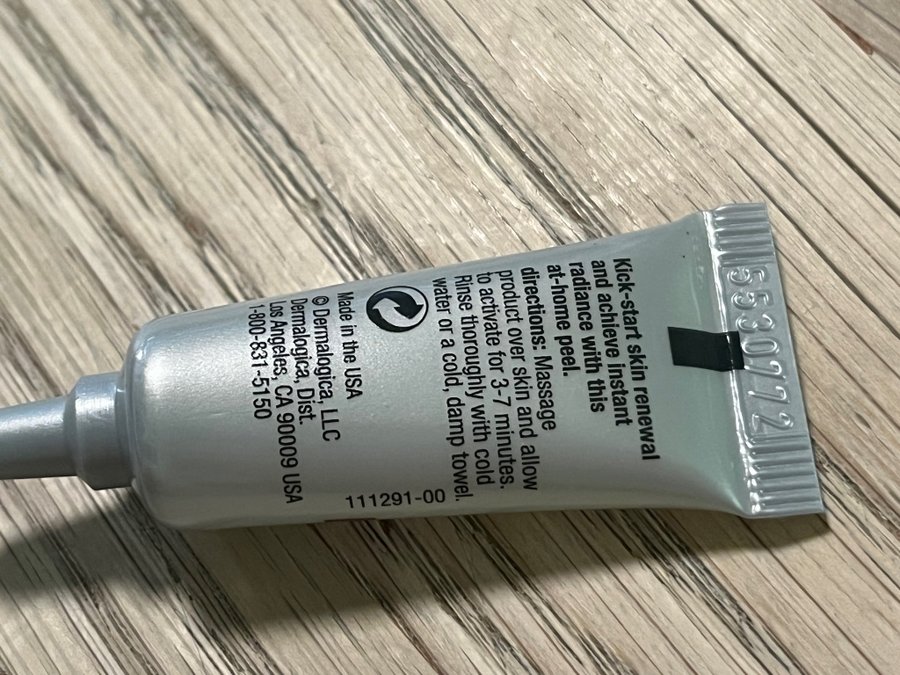 5530772
Kick-start skin renewal
and achieve instant
radiance with this
at-home peel.
directions: Massage
product over skin and allow
to activate for 3-7 minutes.
Rinse thoroughly with cold
water or a cold, damp towel.
111291-00
Made in the USA
© Dermalogica, LLC
Dermalogica, Dist.
Los Angeles, CA 90009 USA
1-800-831-5150